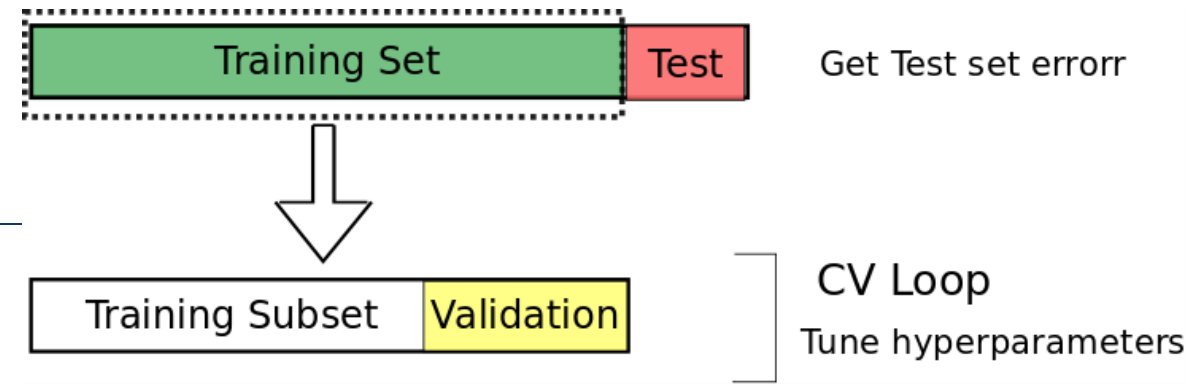 Training Set
Test
Get Test set errorr
Training Subset
Validation
CV Loop
Tune hyperparameters